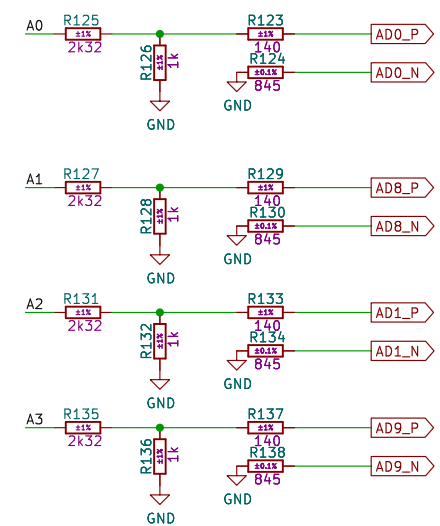 A0 R125 ±1% 2k32
R126 ±1% 1k
GND
R123 ±1% 140
AD0_P
R124 ±0.1% 845
AD0_N
GND
A1 R127 ±1% 2k32
R128 ±1% 1k
GND
R129 ±1% 140
AD8_P
R130 ±0.1% 845
AD8_N
GND
A2 R131 ±1% 2k32
R132 ±1% 1k
GND
R133 ±1% 140
AD1_P
R134 ±0.1% 845
AD1_N
GND
A3 R135 ±1% 2k32
R136 ±1% 1k
GND
R137 ±1% 140
AD9_P
R138 ±0.1% 845
AD9_N
GND